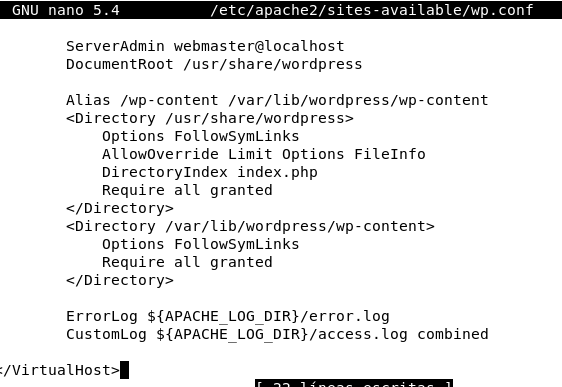 GNU nano 5.4 /etc/apache2/sites-available/wp.conf
ServerAdmin webmaster@localhost
DocumentRoot /usr/share/wordpress
Alias /wp-content /var/lib/wordpress/wp-content
<Directory /usr/share/wordpress>
Options FollowSymLinks
AllowOverride Limit Options FileInfo
DirectoryIndex index.php
Require all granted
</Directory>
<Directory /var/lib/wordpress/wp-content>
Options FollowSymLinks
Require all granted
</Directory>
ErrorLog ${APACHE_LOG_DIR}/error.log
CustomLog ${APACHE_LOG_DIR}/access.log combined
</VirtualHost>
[ 22 líneas escritas ]